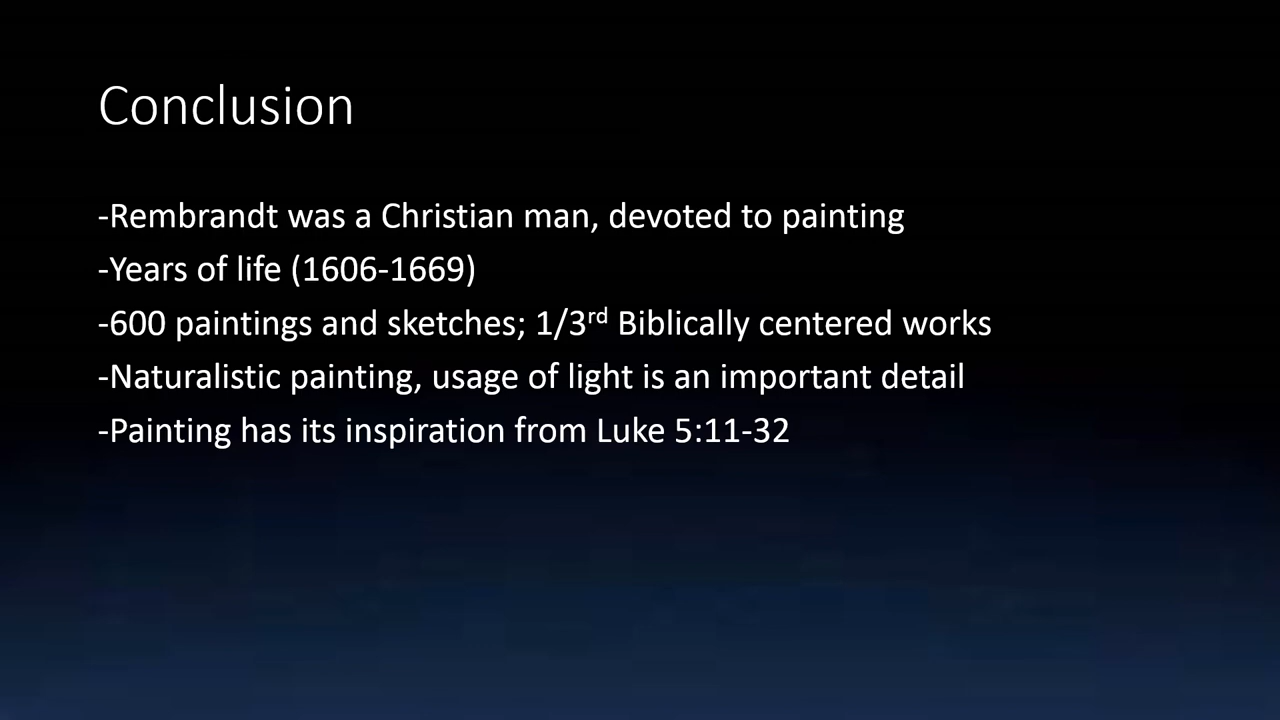 Conclusion
-Rembrandt was a Christian man, devoted to painting
-Years of life (1606-1669)
-600 paintings and sketches; 1/3rd Biblically centered works
-Naturalistic painting, usage of light is an important detail
-Painting has its inspiration from Luke 5:11-32